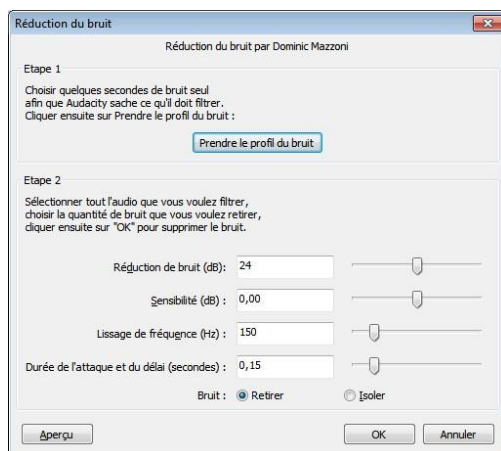 Réduction du bruit
Réduction du bruit par Dominic Mazzoni
Etape 1
Choisir quelques secondes de bruit seul
afin que Audacity sache ce qu'il doit filtrer.
Cliquer ensuite sur Prendre le profil du bruit :
Prendre le profil du bruit
Etape 2
Sélectionner tout l'audio que vous voulez filtrer,
choisir la quantité de bruit que vous voulez retirer,
cliquer ensuite sur "OK" pour supprimer le bruit.
Réduction de bruit (dB): 24
Sensibilité (dB) : 0,00
Lissage de fréquence (Hz) : 150
Durée de l'attaque et du délai (secondes) : 0,15
Bruit : Retirer Isoler
Aperçu OK Annuler